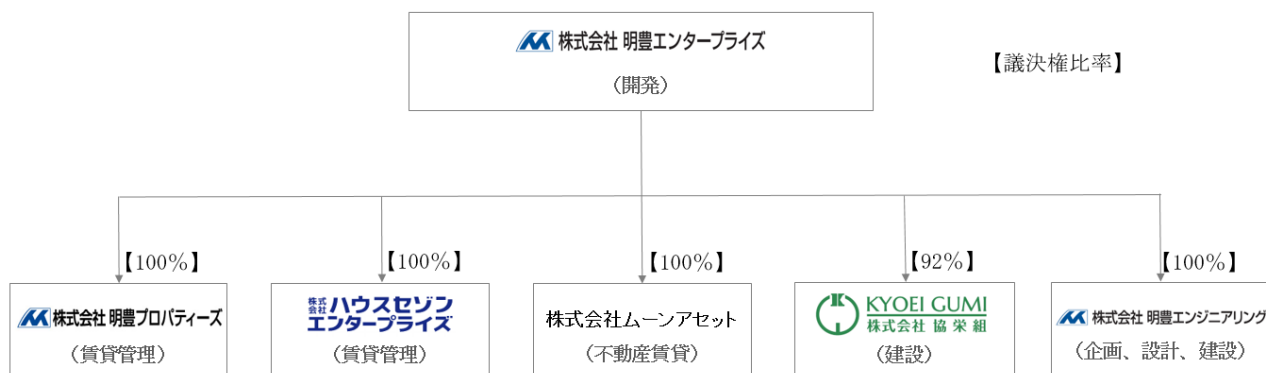 株式会社 明豊エンタープライズ
（開発）
【議決権比率】
【100%】
【100%】
【100%】
【92%】
【100%】
株式会社 明豊プロパティーズ
（賃貸管理）
株式会社 ハウスセゾン
エンタープライズ
（賃貸管理）
株式会社ムーンアセット
（不動産賃貸）
KYOEI GUMI
株式会社 協栄組
（建設）
株式会社 明豊エンジニアリング
（企画、設計、建設）